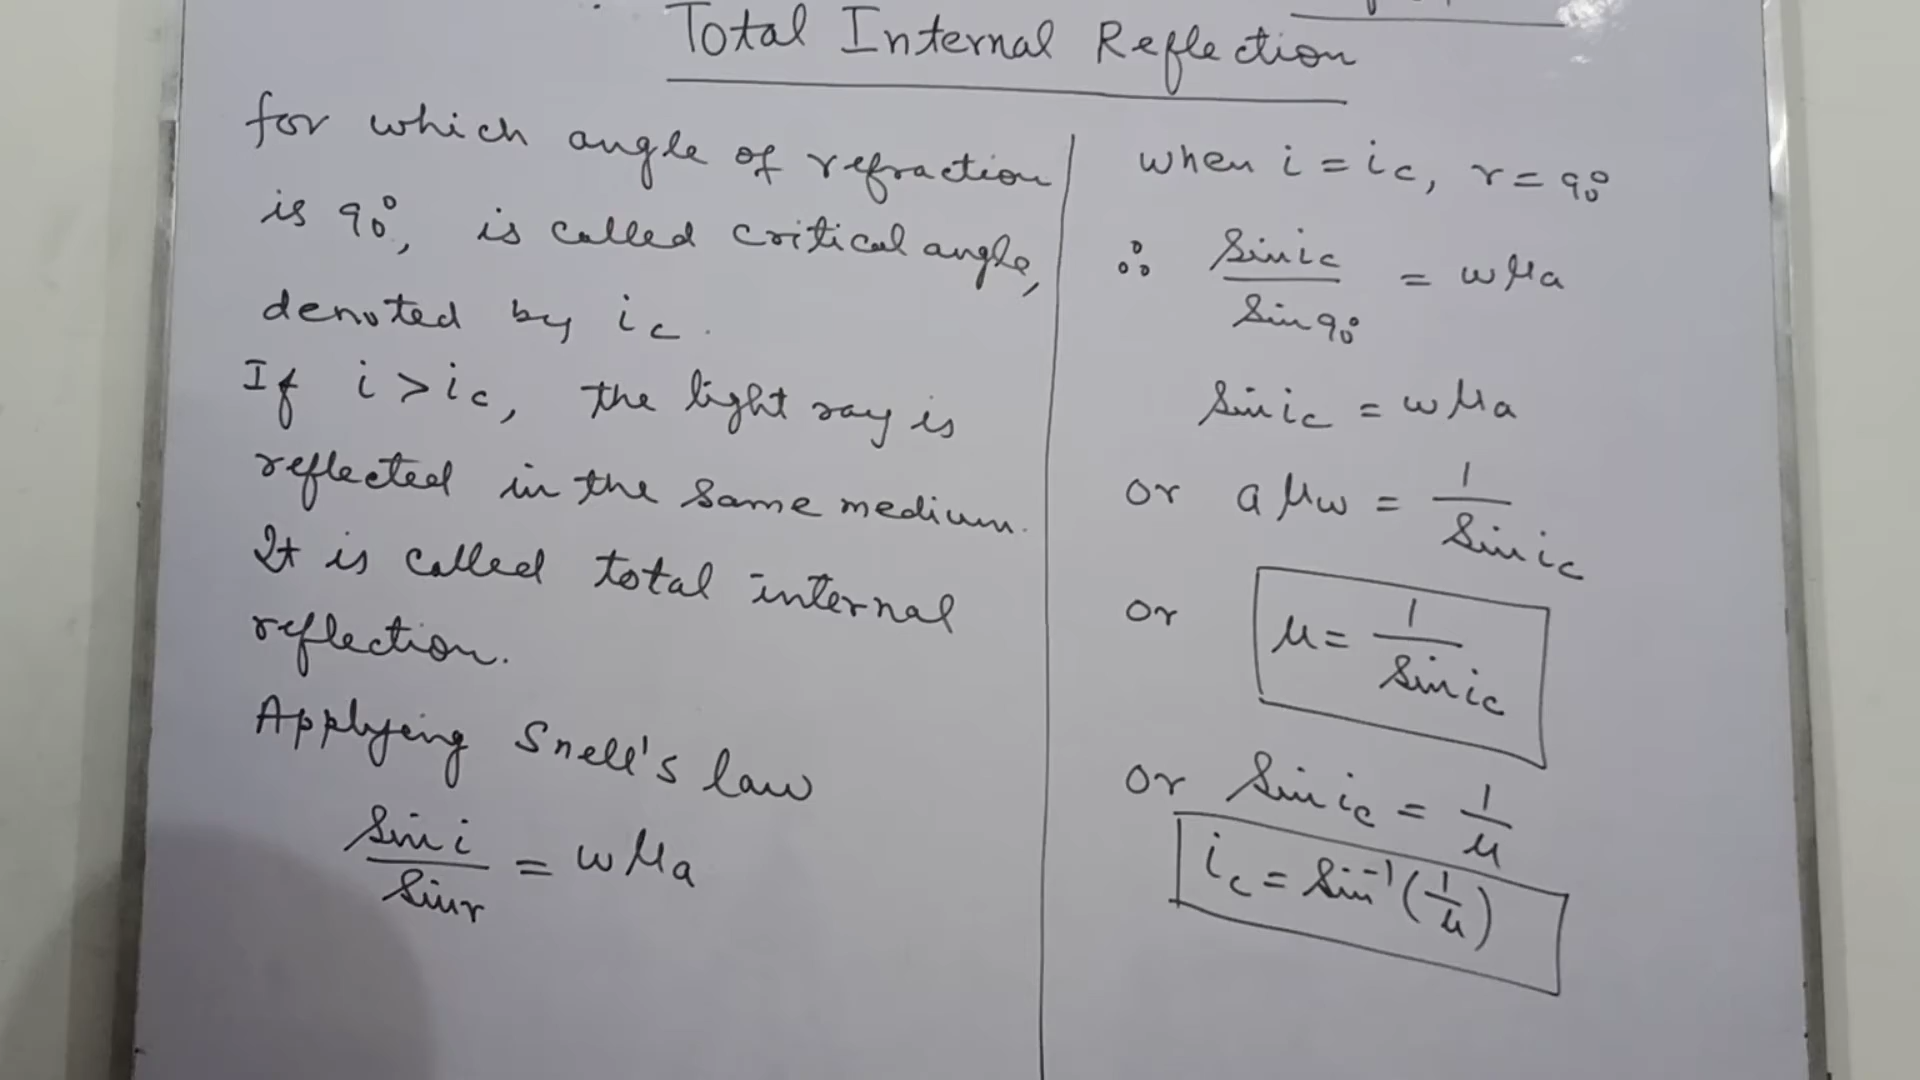 Total Internal Reflection
for which angle of refraction
is 90°, is called critical angle,
denoted by ic.
If i > ic, the light ray is
reflected in the same medium.
It is called total internal
reflection.
Applying Snell's law
sin i / sin r = wμa
when i = ic, r = 90°
∴ sin ic / sin 90° = wμa
sin ic = wμa
or aμw = 1 / sin ic
or μ = 1 / sin ic
or sin ic = 1 / μ
ic = sin⁻¹(1/μ)